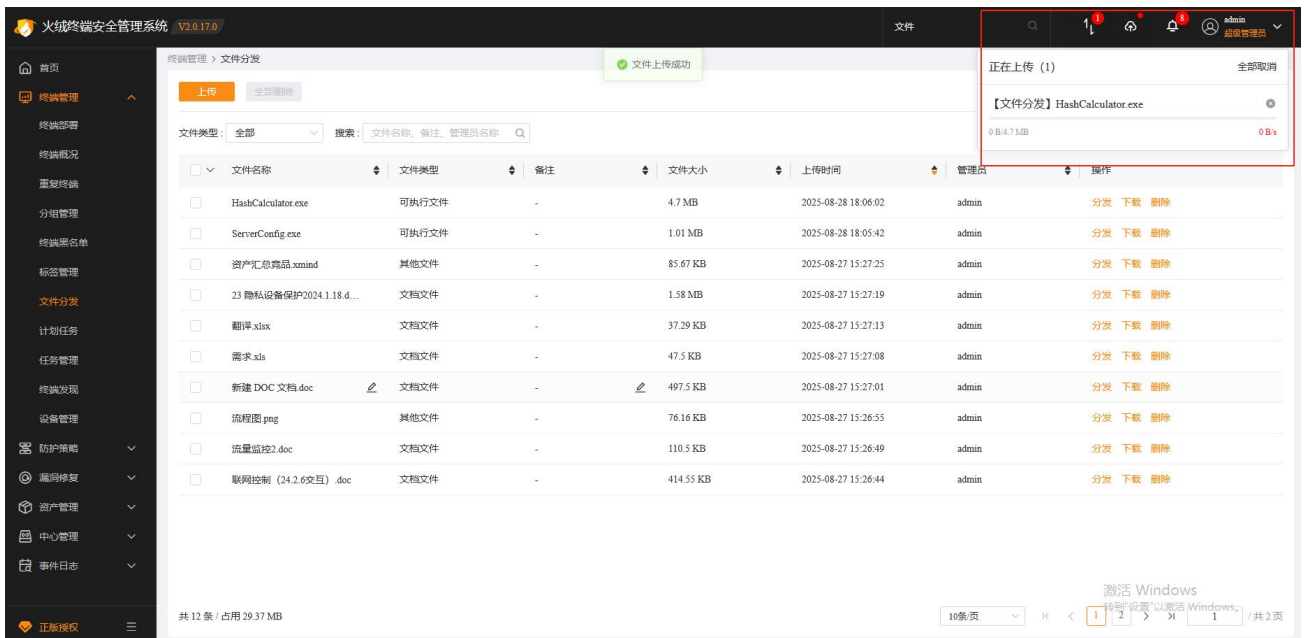 火绒终端安全管理系统 V2.0.17.0 文件 1 8 admin
超级管理员
首页
终端管理
终端部署
终端概况
重复终端
分组管理
终端黑名单
标签管理
文件分发
计划任务
任务管理
终端发现
设备管理
防护策略
漏洞修复
资产管理
中心管理
事件日志
正版授权
终端管理 > 文件分发
文件上传成功
正在上传 (1) 全部取消
【文件分发】HashCalculator.exe
0 B/4.7 MB 0 B/s
上传 全部删除
文件类型: 全部 搜索: 文件名称、备注、管理员名称
文件名称 文件类型 备注 文件大小 上传时间 管理员 操作
HashCalculator.exe 可执行文件 - 4.7 MB 2025-08-28 18:06:02 admin 分发 下载 删除
ServerConfig.exe 可执行文件 - 1.01 MB 2025-08-28 18:05:42 admin 分发 下载 删除
资产汇总竞品.xmind 其他文件 - 85.67 KB 2025-08-27 15:27:25 admin 分发 下载 删除
23 隐私设备保护2024.1.18.d... 文档文件 - 1.58 MB 2025-08-27 15:27:19 admin 分发 下载 删除
翻译.xlsx 文档文件 - 37.29 KB 2025-08-27 15:27:13 admin 分发 下载 删除
需求.xls 文档文件 - 47.5 KB 2025-08-27 15:27:08 admin 分发 下载 删除
新建 DOC 文档.doc 文档文件 - 497.5 KB 2025-08-27 15:27:01 admin 分发 下载 删除
流程图.png 其他文件 - 76.16 KB 2025-08-27 15:26:55 admin 分发 下载 删除
流量监控2.doc 文档文件 - 110.5 KB 2025-08-27 15:26:49 admin 分发 下载 删除
联网控制（24.2.6交互）.doc 文档文件 - 414.55 KB 2025-08-27 15:26:44 admin 分发 下载 删除
激活 Windows
转到"设置"以激活 Windows。
共 12 条 / 占用 29.37 MB 10条/页 1 2 1 /共 2 页